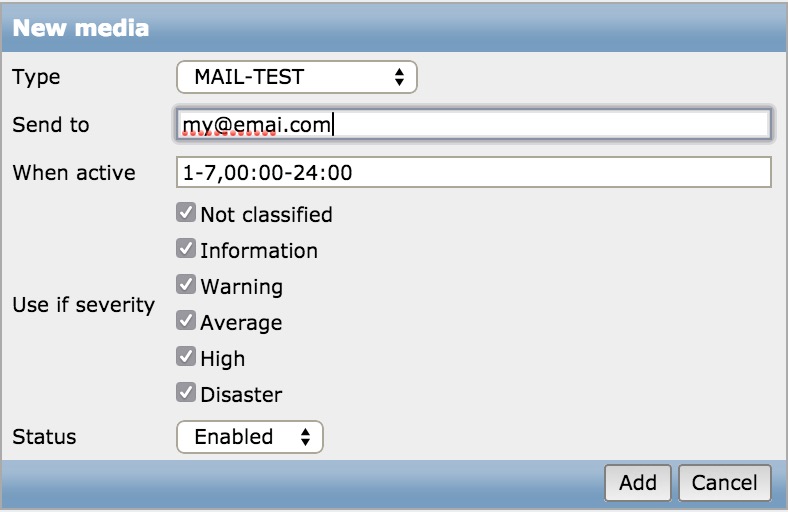 New media
Type MAIL-TEST
Send to my@emai.com
When active 1-7,00:00-24:00
Not classified
Information
Warning
Use if severity
Average
High
Disaster
Status Enabled
Add Cancel